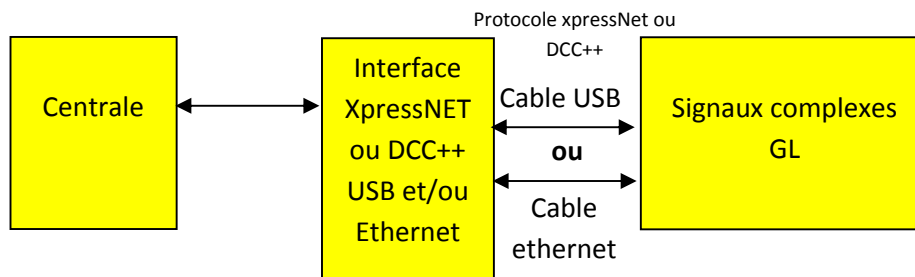 Protocole xpressNet ou
DCC++
Centrale
Interface
XpressNET
ou DCC++
USB et/ou
Ethernet
Cable USB
ou
Cable
ethernet
Signaux complexes
GL